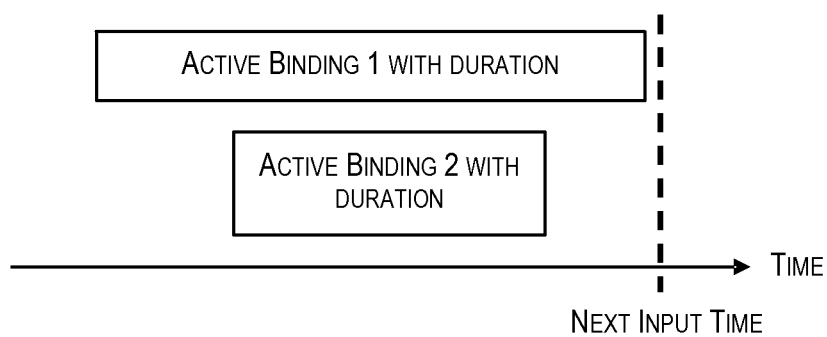 ACTIVE BINDING 1 WITH DURATION
ACTIVE BINDING 2 WITH
DURATION
TIME
NEXT INPUT TIME